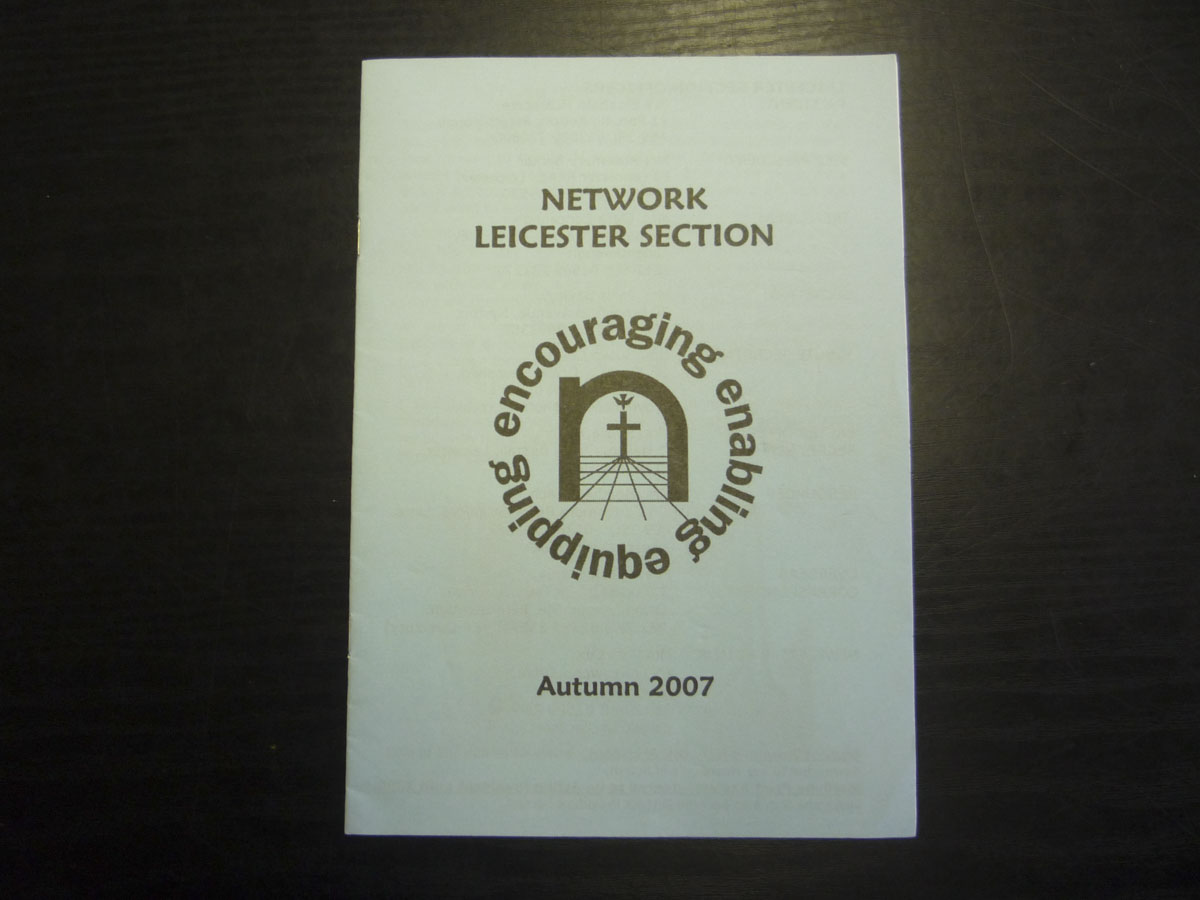 NETWORK
LEICESTER SECTION
encouraging enabling equipping
n
Autumn 2007